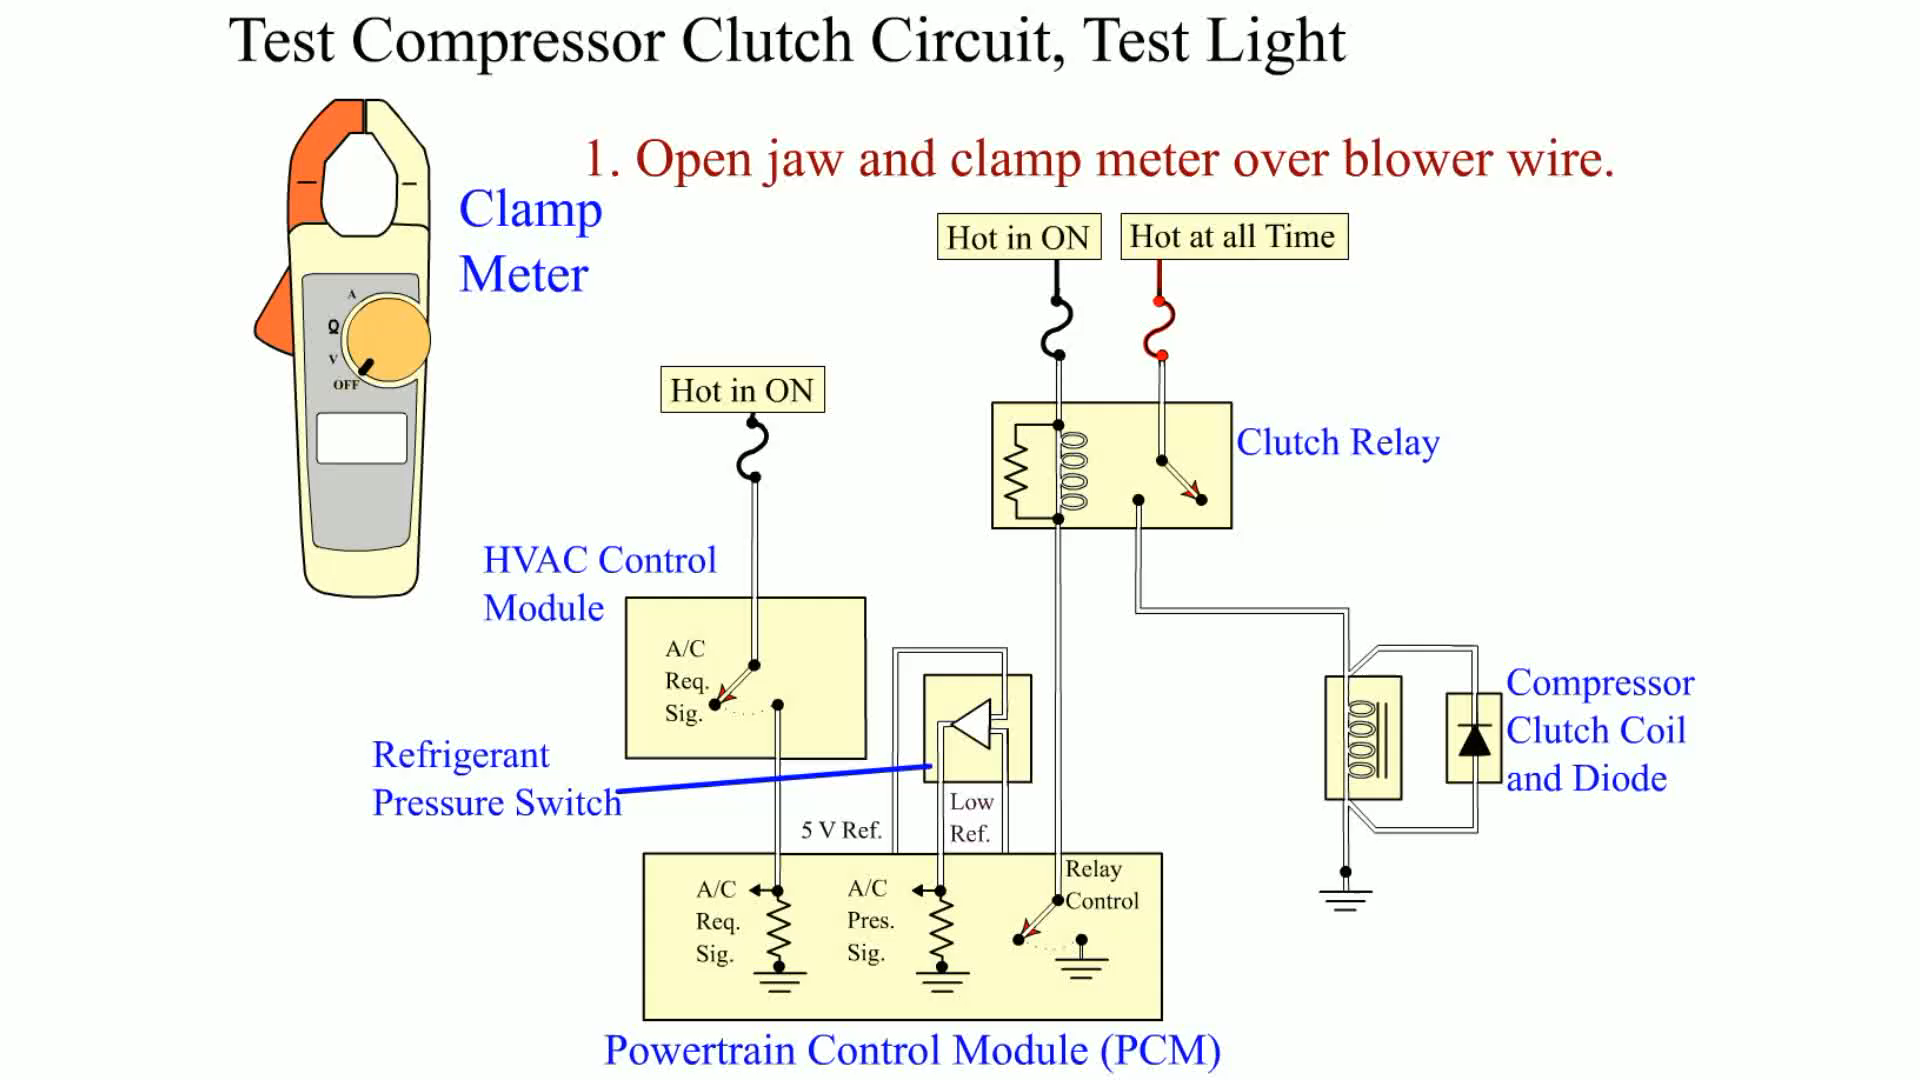 Test Compressor Clutch Circuit, Test Light
1. Open jaw and clamp meter over blower wire.
Clamp
Meter
A
Ω
V
OFF
Hot in ON
Hot at all Time
Hot in ON
Clutch Relay
HVAC Control
Module
A/C
Req.
Sig.
Refrigerant
Pressure Switch
Compressor
Clutch Coil
and Diode
5 V Ref.
Low
Ref.
A/C
Req.
Sig.
A/C
Pres.
Sig.
Relay
Control
Powertrain Control Module (PCM)